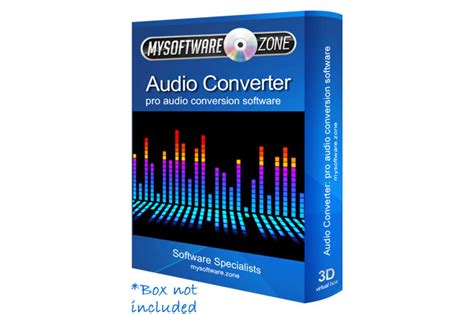 MYSOFTWARE ZONE
Audio Converter
pro audio conversion software
Software Specialists
mysoftware.zone
Audio Converter: pro audio conversion software
mysoftware.zone
3D
virtual box
*Box not
included